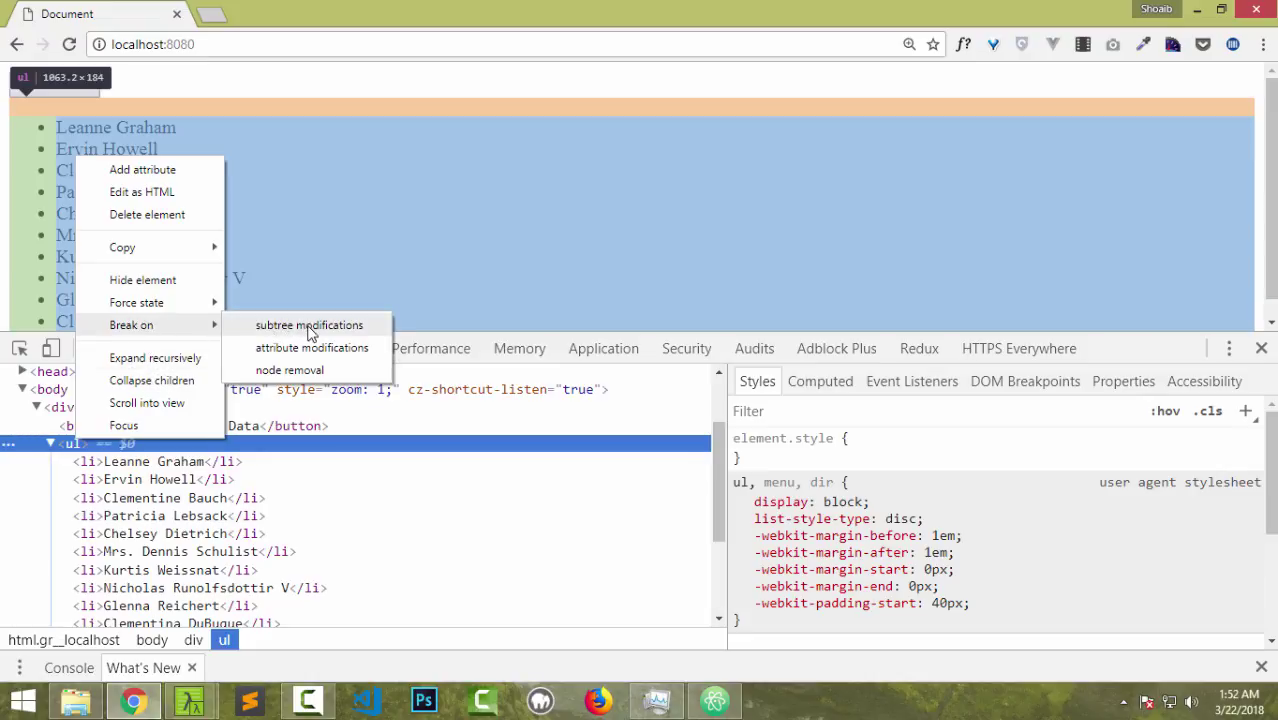 Document
Shoaib
localhost:8080
f?
ul 1063.2×184
Leanne Graham
Ervin Howell
Cl
Pa
Ch
M
Ku
Ni V
Gl
Cl
Add attribute
Edit as HTML
Delete element
Copy
Hide element
Force state
Break on
Expand recursively
Collapse children
Scroll into view
Focus
subtree modifications
attribute modifications
node removal
Performance Memory Application Security Audits Adblock Plus Redux HTTPS Everywhere
<head>
<body "true" style="zoom: 1;" cz-shortcut-listen="true">
<div
<b Data</button>
<ul> == $0
<li>Leanne Graham</li>
<li>Ervin Howell</li>
<li>Clementine Bauch</li>
<li>Patricia Lebsack</li>
<li>Chelsey Dietrich</li>
<li>Mrs. Dennis Schulist</li>
<li>Kurtis Weissnat</li>
<li>Nicholas Runolfsdottir V</li>
<li>Glenna Reichert</li>
<li>Clementina DuBuque</li>
Styles Computed Event Listeners DOM Breakpoints Properties Accessibility
Filter :hov .cls +
element.style {
}
ul, menu, dir { user agent stylesheet
display: block;
list-style-type: disc;
-webkit-margin-before: 1em;
-webkit-margin-after: 1em;
-webkit-margin-start: 0px;
-webkit-margin-end: 0px;
-webkit-padding-start: 40px;
}
html.gr__localhost body div ul
Console What's New
Ps
1:52 AM
3/22/2018